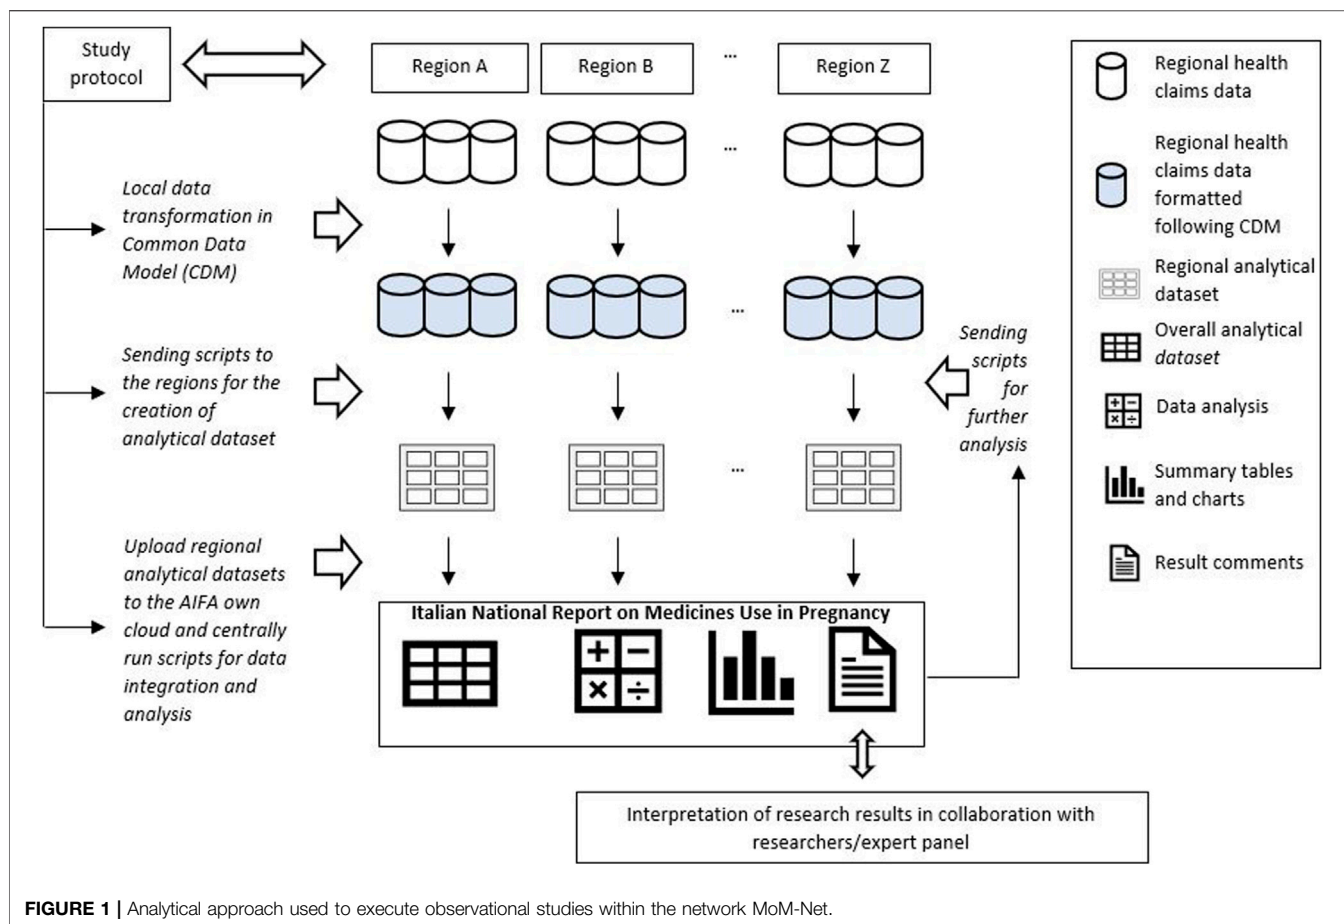 Study
protocol
Region A
Region B
...
Region Z
...
Local data
transformation in
Common Data
Model (CDM)
...
Sending scripts to
the regions for the
creation of
analytical dataset
Sending
scripts
for
further
analysis
...
Upload regional
analytical datasets
to the AIFA own
cloud and centrally
run scripts for data
integration and
analysis
Italian National Report on Medicines Use in Pregnancy
Interpretation of research results in collaboration with
researchers/expert panel
Regional health
claims data
Regional health
claims data
formatted
following CDM
Regional analytical
dataset
Overall analytical
dataset
Data analysis
Summary tables
and charts
Result comments
FIGURE 1 | Analytical approach used to execute observational studies within the network MoM-Net.